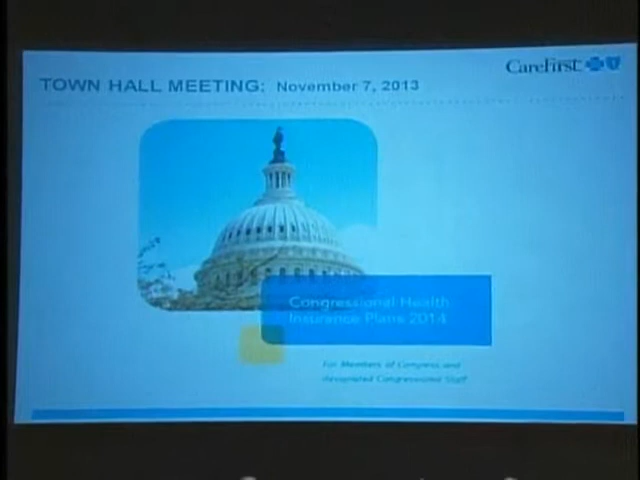 CareFirst
TOWN HALL MEETING: November 7, 2013
Congressional Health
Insurance Plans 2014
For Members of Congress and
designated Congressional Staff